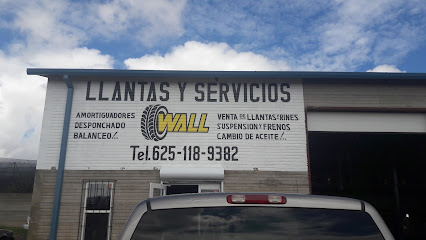 LLANTAS Y SERVICIOS
AMORTIGUADORES
DESPONCHADO
BALANCEO
WALL
VENTA DE LLANTAS Y RINES
SUSPENSION Y FRENOS
CAMBIO DE ACEITE
Tel. 625-118-9382